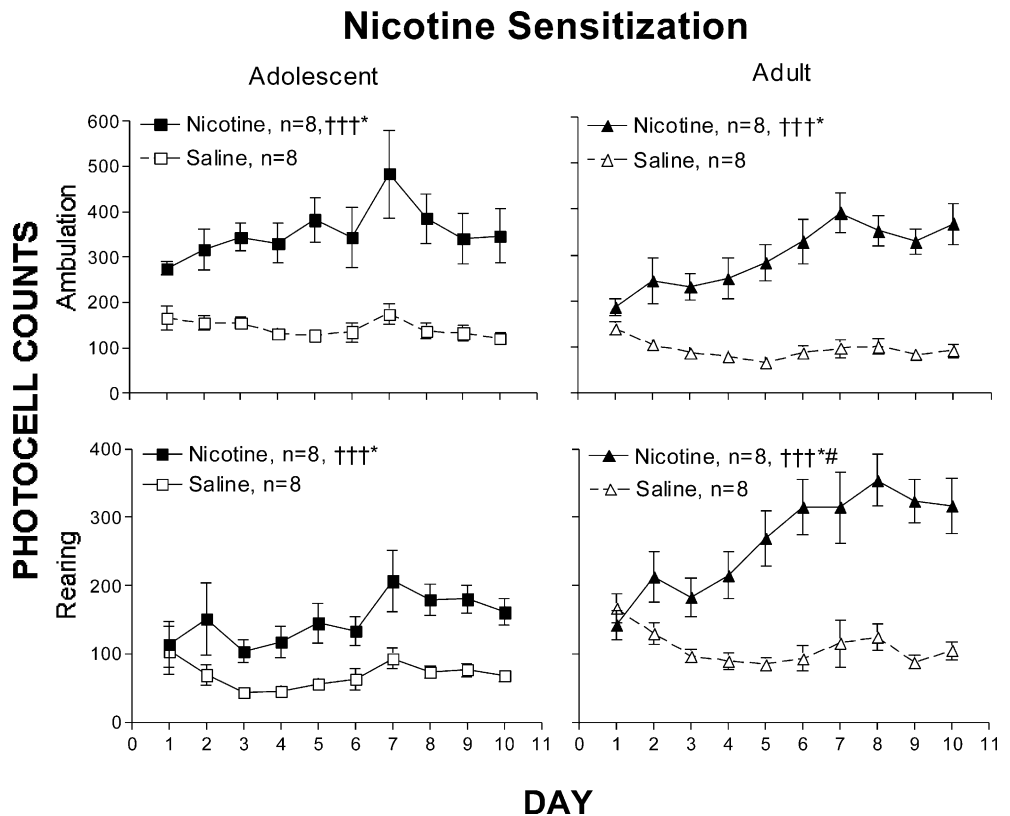 Nicotine Sensitization
Adolescent
Adult
PHOTOCELL COUNTS
Ambulation
600
500
400
300
200
100
0
Nicotine, n=8,†††*
Saline, n=8
Nicotine, n=8, †††*
Saline, n=8
Rearing
400
300
200
100
0
Nicotine, n=8, †††*
Saline, n=8
Nicotine, n=8, †††*#
Saline, n=8
0 1 2 3 4 5 6 7 8 9 10 11
0 1 2 3 4 5 6 7 8 9 10 11
DAY